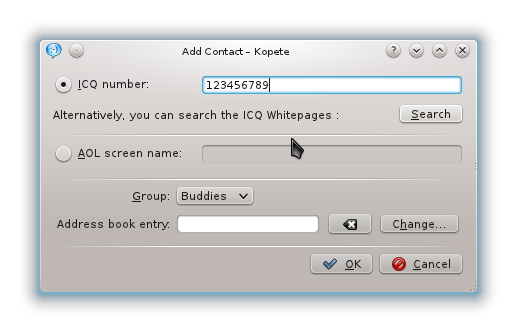 Add Contact – Kopete
ICQ number: 123456789
Alternatively, you can search the ICQ Whitepages : Search
AOL screen name:
Group: Buddies
Address book entry: Change...
OK Cancel